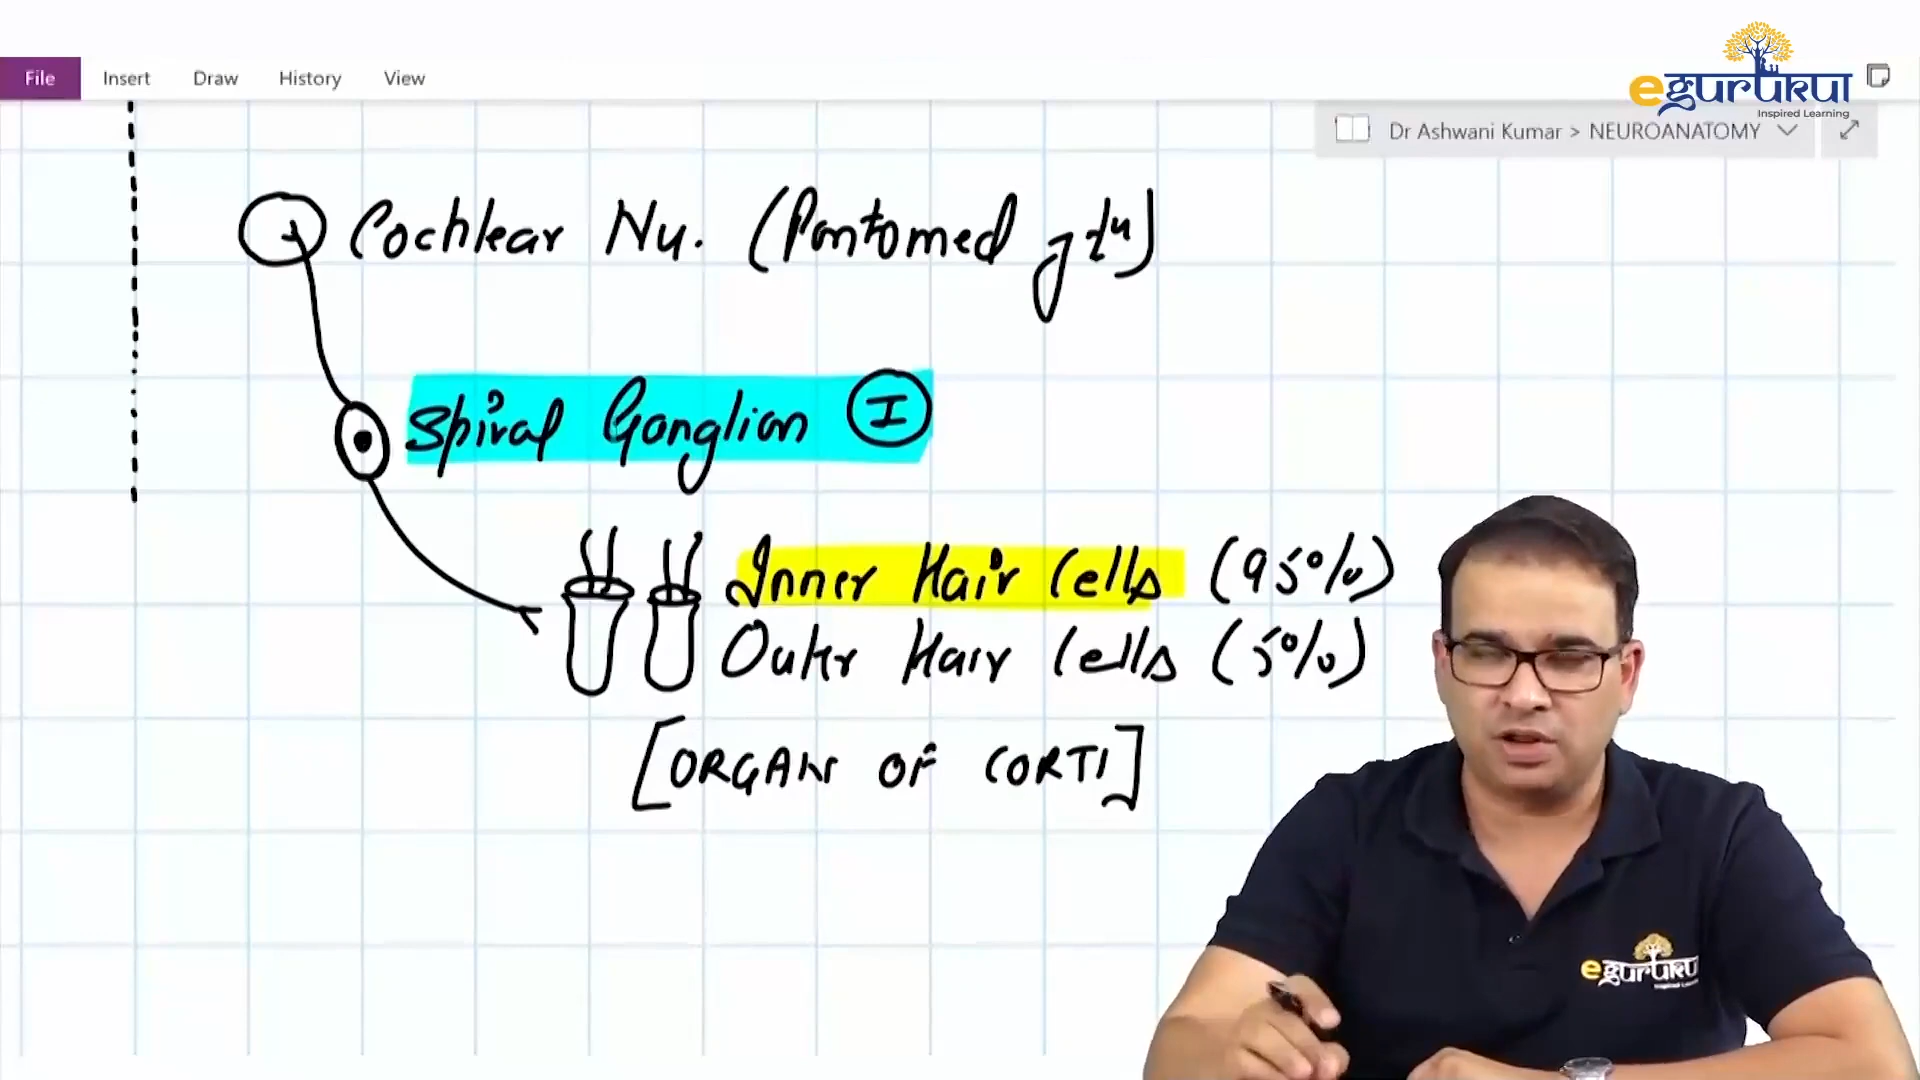 egurukul
Inspired Learning
File Insert Draw History View
Dr Ashwani Kumar > NEUROANATOMY
Cochlear Nu. (Pontomed jtn)
Spiral Ganglion I
Inner Hair Cells (95%)
Outer Hair Cells (5%)
[ORGAN OF CORTI]
egurukul